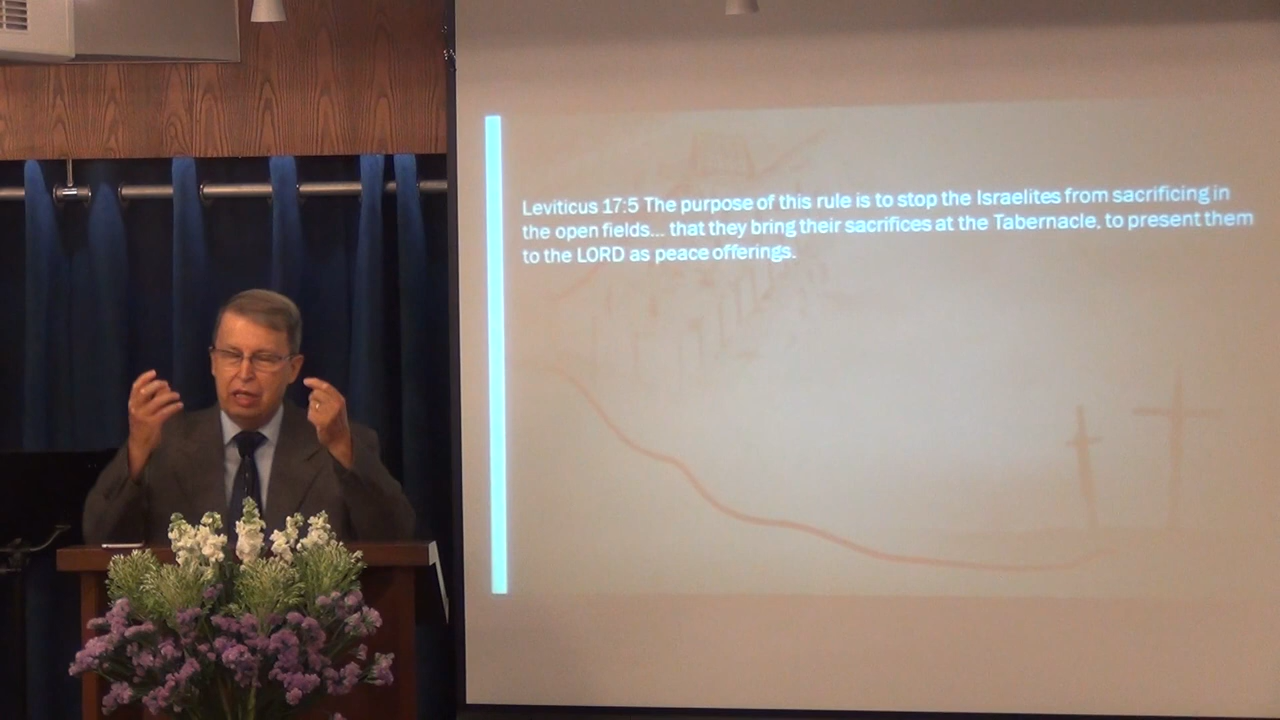 Leviticus 17:5 The purpose of this rule is to stop the Israelites from sacrificing in
the open fields... that they bring their sacrifices at the Tabernacle, to present them
to the LORD as peace offerings.